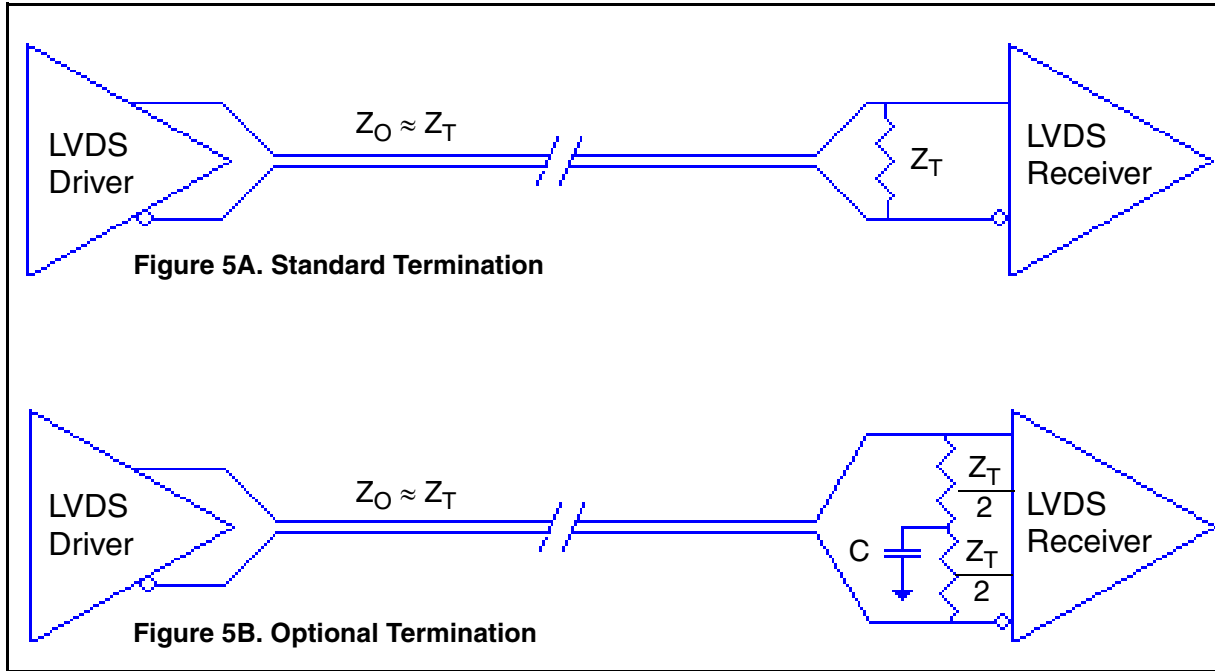 LVDS
Driver
Z_O ≈ Z_T
Z_T
LVDS
Receiver
Figure 5A. Standard Termination
LVDS
Driver
Z_O ≈ Z_T
C
Z_T
2
Z_T
2
LVDS
Receiver
Figure 5B. Optional Termination